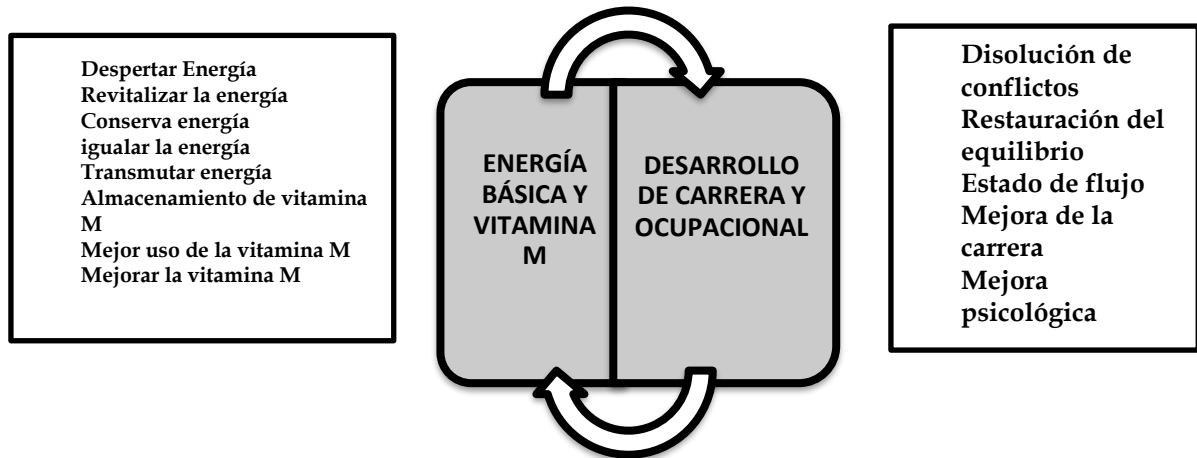 Despertar Energía
Revitalizar la energía
Conserva energía
igualar la energía
Transmutar energía
Almacenamiento de vitamina
M
Mejor uso de la vitamina M
Mejorar la vitamina M
ENERGÍA
BÁSICA Y
VITAMINA
M
DESARROLLO
DE CARRERA Y
OCUPACIONAL
Disolución de
conflictos
Restauración del
equilibrio
Estado de flujo
Mejora de la
carrera
Mejora
psicológica